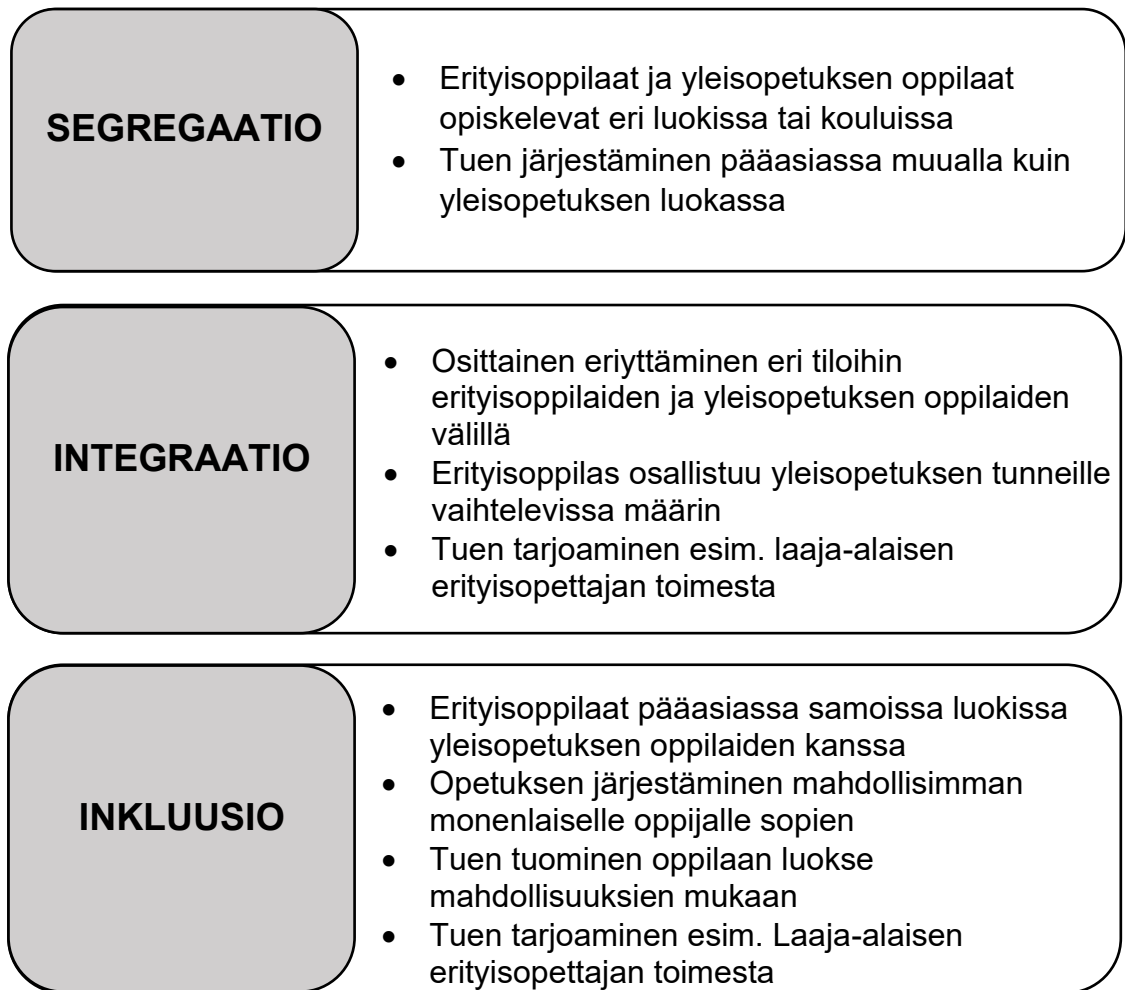 SEGREGAATIO
• Erityisoppilaat ja yleisopetuksen oppilaat
opiskelevat eri luokissa tai kouluissa
• Tuen järjestäminen pääasiassa muualla kuin
yleisopetuksen luokassa
INTEGRAATIO
• Osittainen eriyttäminen eri tiloihin
erityisoppilaiden ja yleisopetuksen oppilaiden
välillä
• Erityisoppilas osallistuu yleisopetuksen tunneille
vaihtelevissa määrin
• Tuen tarjoaminen esim. laaja-alaisen
erityisopettajan toimesta
INKLUUSIO
• Erityisoppilaat pääasiassa samoissa luokissa
yleisopetuksen oppilaiden kanssa
• Opetuksen järjestäminen mahdollisimman
monenlaiselle oppijalle sopien
• Tuen tuominen oppilaan luokse
mahdollisuuksien mukaan
• Tuen tarjoaminen esim. Laaja-alaisen
erityisopettajan toimesta